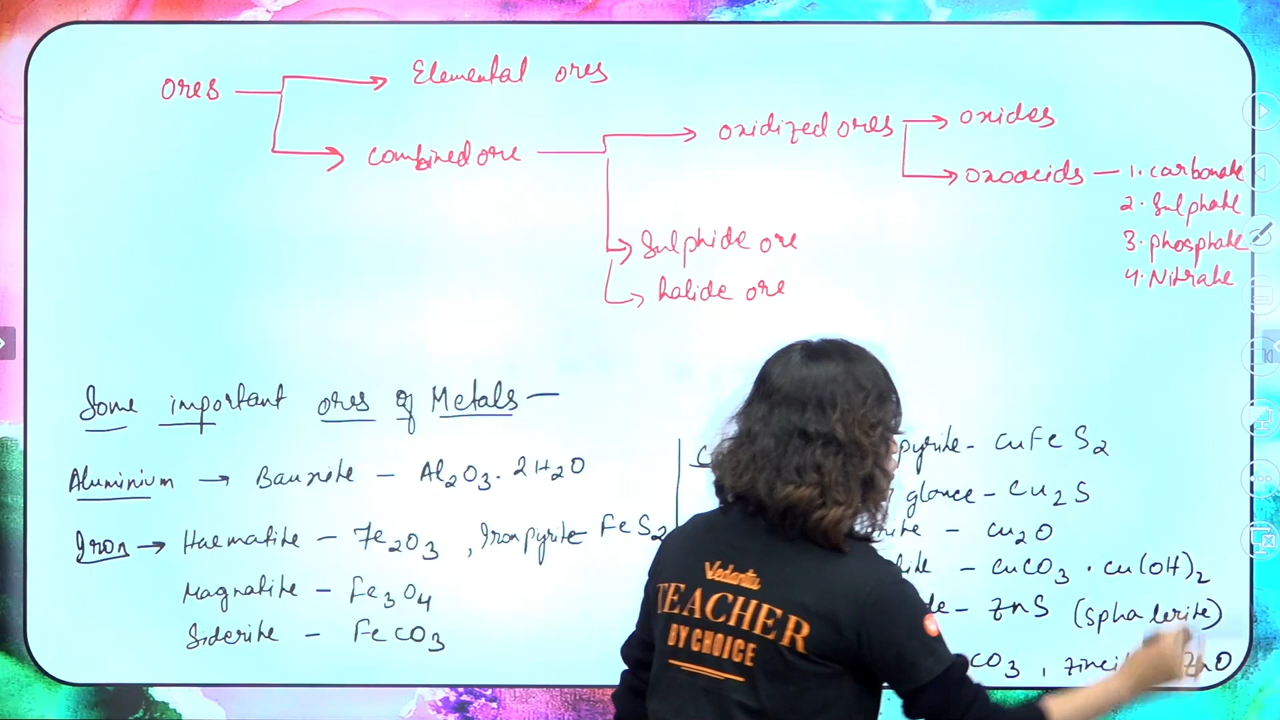 ores
Elemental ores
combined ore
oxidized ores
oxides
oxoacids — 1. carbonate
2. Sulphate
3. phosphate
4. Nitrate
Sulphide ore
halide ore
Some important ores of Metals —
Aluminium → Bauxite – Al2O3. 2H2O
Iron → Haematite – Fe2O3 , Iron pyrite – FeS2
Magnatite – Fe3O4
Siderite – FeCO3
pyrite – CuFeS2
glance – Cu2S
– Cu2O
– CuCO3 . Cu(OH)2
– ZnS (sphalerite)
CO3 , ZnO
Vedantu
TEACHER
BY CHOICE